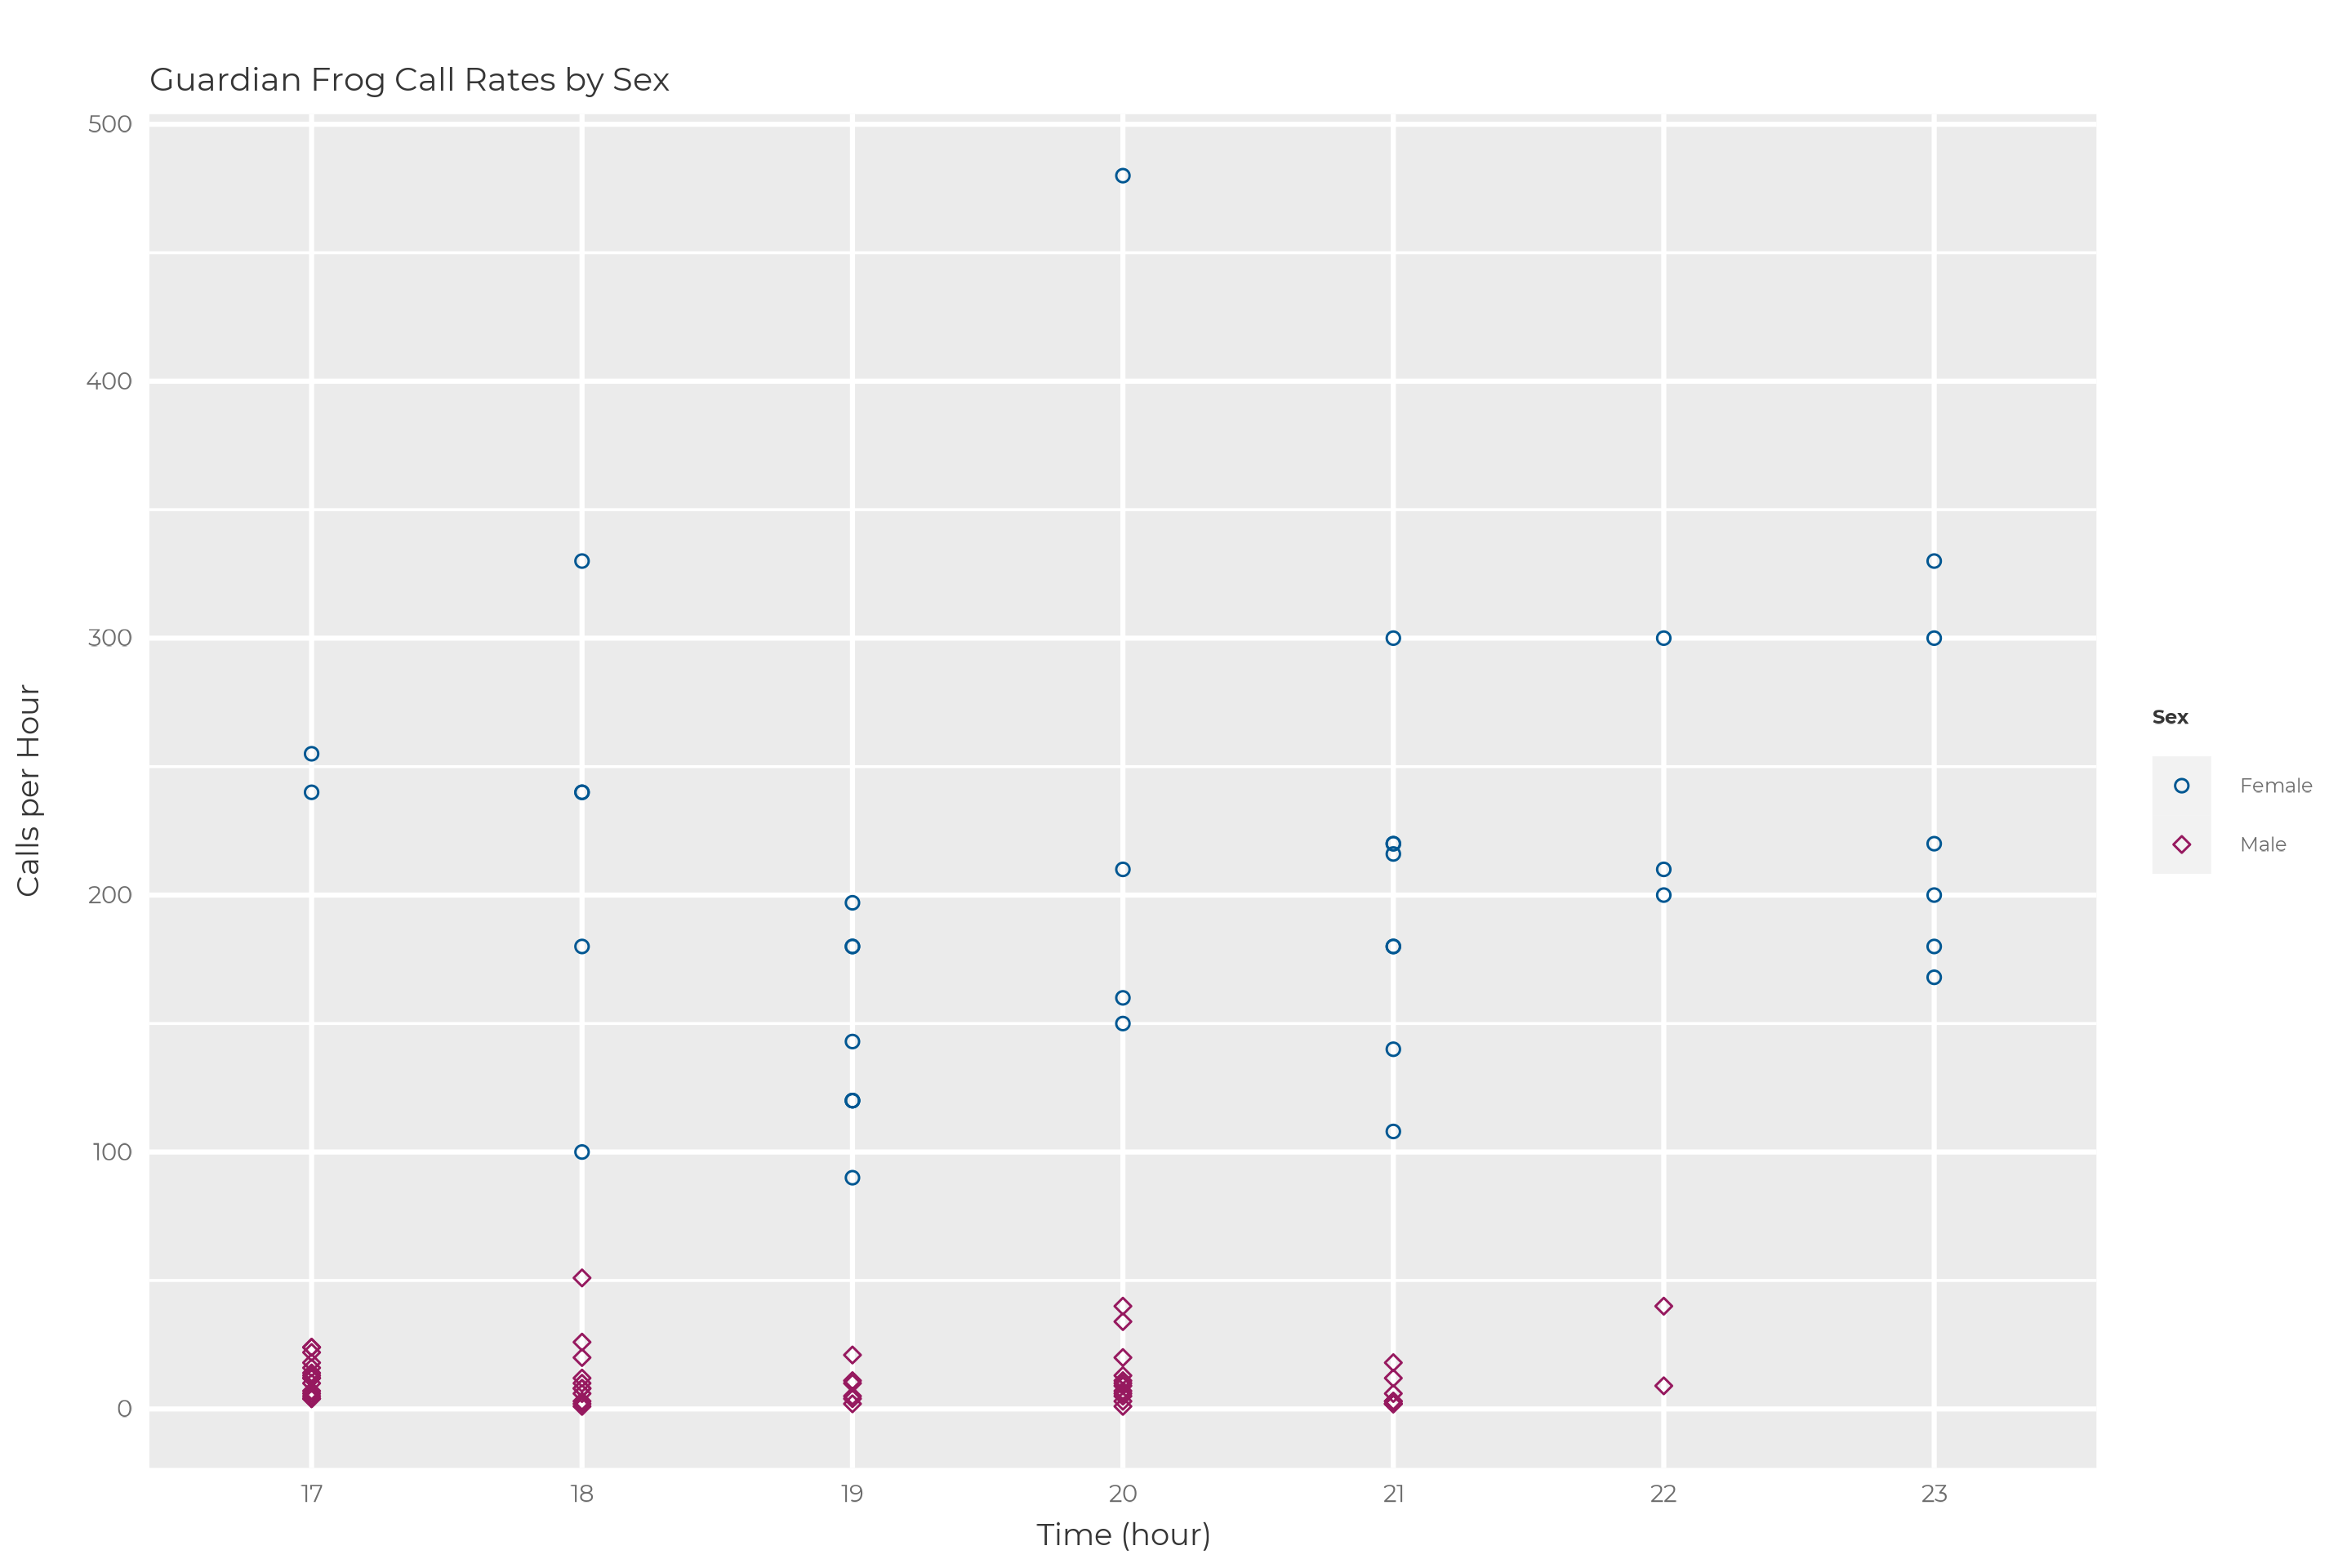 Guardian Frog Call Rates by Sex
500
400
300
200
100
0
Calls per Hour
17 18 19 20 21 22 23
Time (hour)
Sex
Female
Male